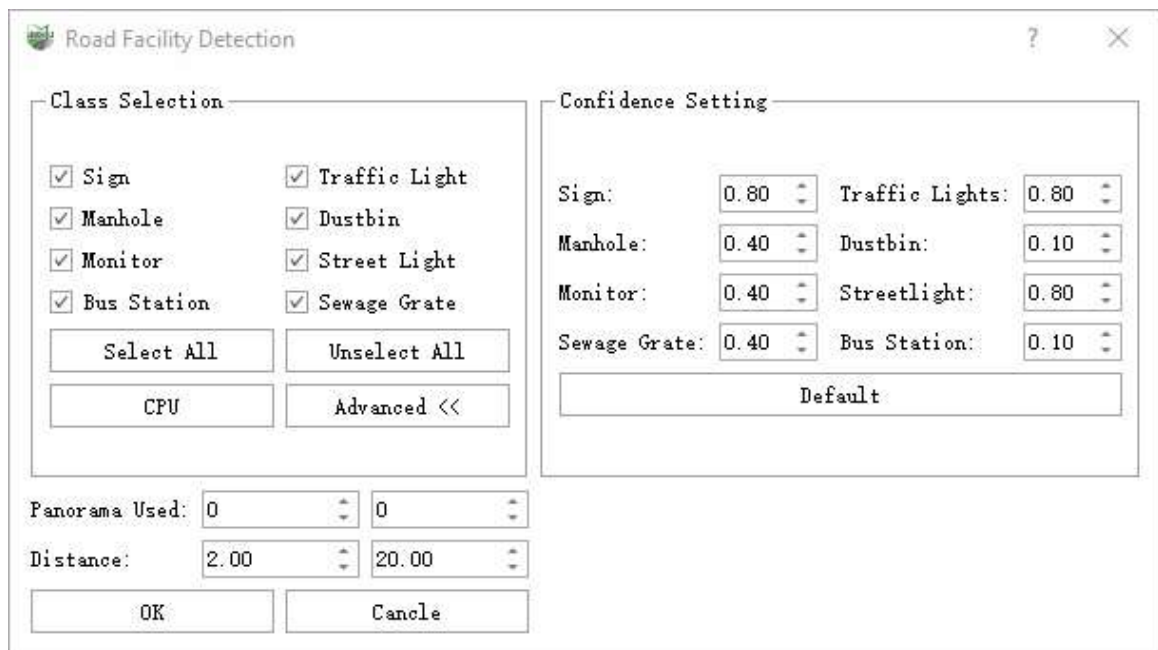 Road Facility Detection
Class Selection
Sign Traffic Light
Manhole Dustbin
Monitor Street Light
Bus Station Sewage Grate
Select All Unselect All
CPU Advanced <<
Confidence Setting
Sign: 0.80 Traffic Lights: 0.80
Manhole: 0.40 Dustbin: 0.10
Monitor: 0.40 Streetlight: 0.80
Sewage Grate: 0.40 Bus Station: 0.10
Default
Panorama Used: 0 0
Distance: 2.00 20.00
OK Cancle